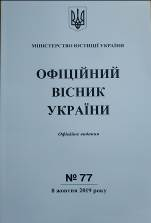 МІНІСТЕРСТВО ЮСТИЦІЇ УКРАЇНИ
ОФІЦІЙНИЙ
ВІСНИК
УКРАЇНИ
Офіційне видання
№ 77
8 жовтня 2019 року